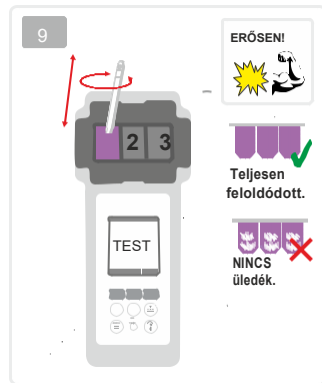 9
ERŐSEN!
2 3
Teljesen
feloldódott.
TEST
NINCS
üledék.